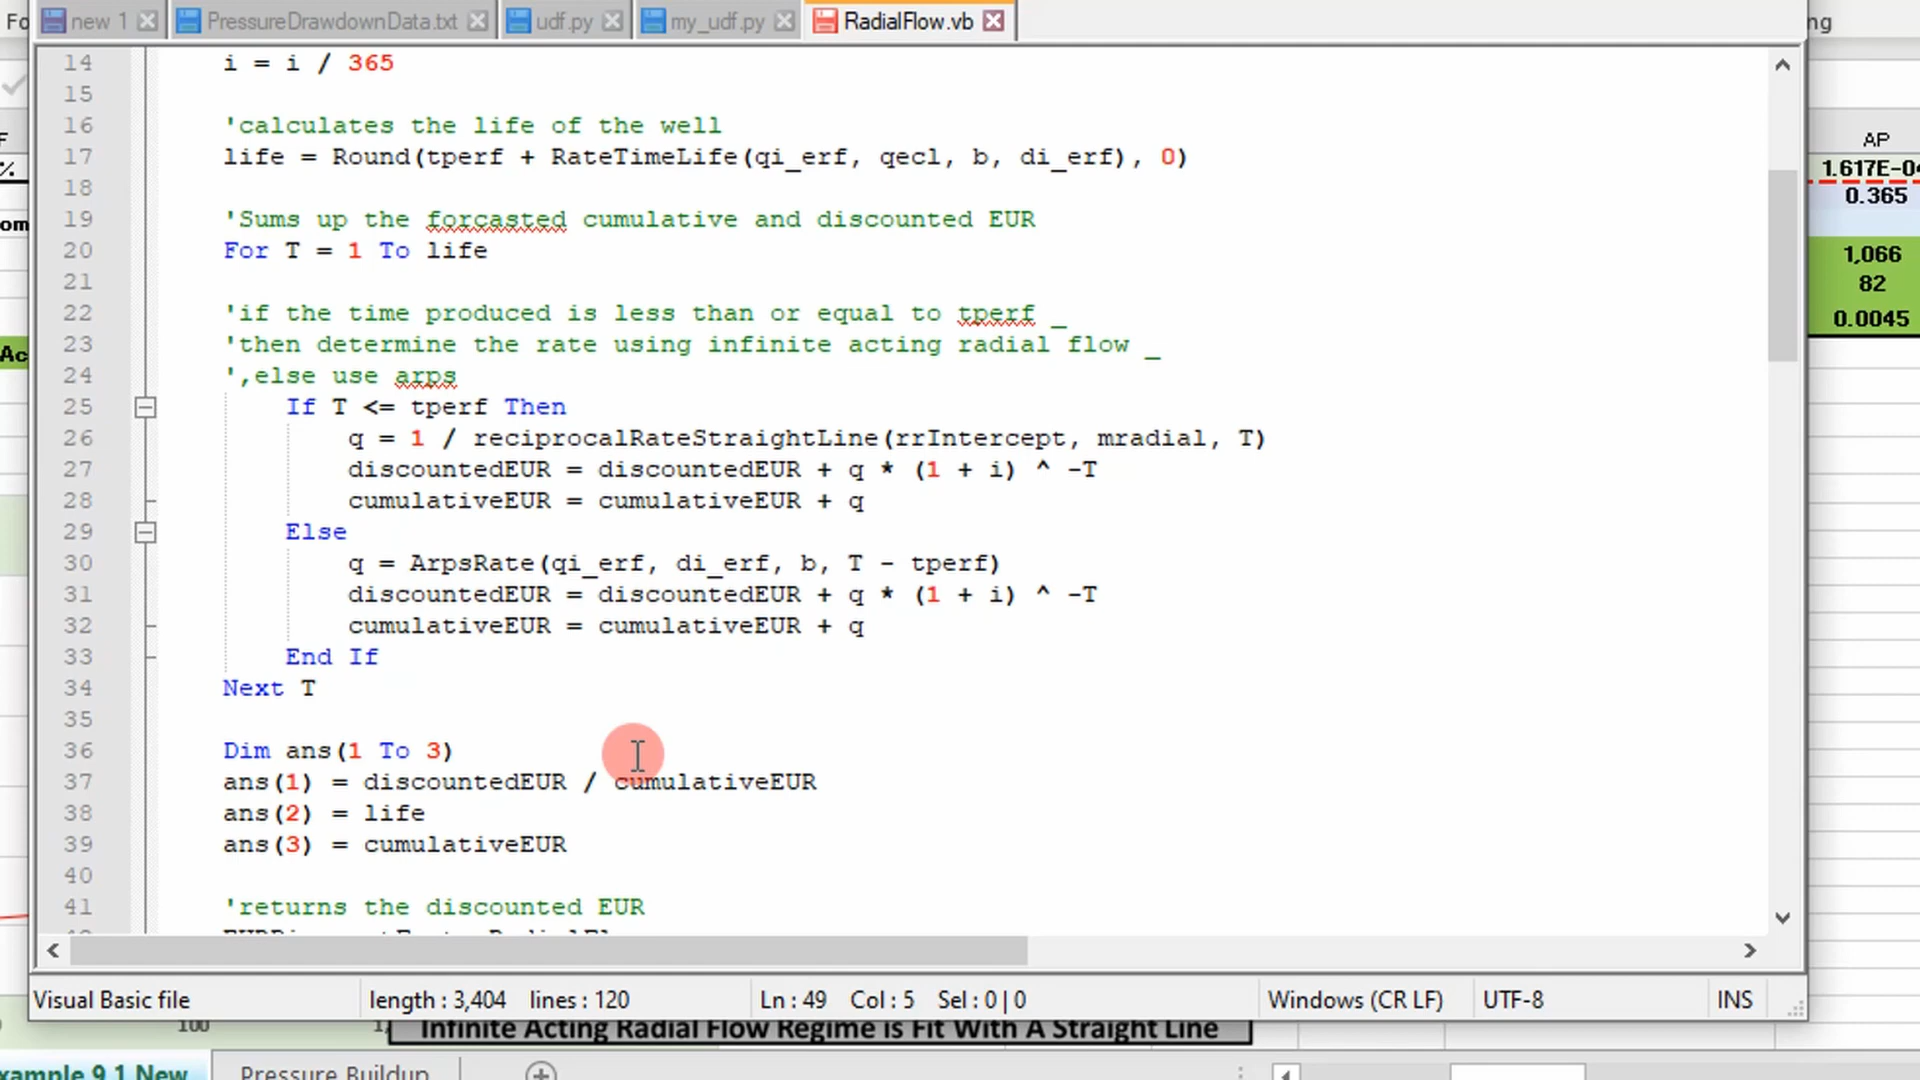 Fo new 1 PressureDrawdownData.txt udf.py my_udf.py RadialFlow.vb ng
14 i = i / 365
15
16 'calculates the life of the well
17 life = Round(tperf + RateTimeLife(qi_erf, qecl, b, di_erf), 0)
18
19 'Sums up the forcasted cumulative and discounted EUR
20 For T = 1 To life
21
22 'if the time produced is less than or equal to tperf _
23 'then determine the rate using infinite acting radial flow _
24 ',else use arps
25 If T <= tperf Then
26 q = 1 / reciprocalRateStraightLine(rrIntercept, mradial, T)
27 discountedEUR = discountedEUR + q * (1 + i) ^ -T
28 cumulativeEUR = cumulativeEUR + q
29 Else
30 q = ArpsRate(qi_erf, di_erf, b, T - tperf)
31 discountedEUR = discountedEUR + q * (1 + i) ^ -T
32 cumulativeEUR = cumulativeEUR + q
33 End If
34 Next T
35
36 Dim ans(1 To 3)
37 ans(1) = discountedEUR / cumulativeEUR
38 ans(2) = life
39 ans(3) = cumulativeEUR
40
41 'returns the discounted EUR
F
%
om
Ac
AP
1.617E-04
0.365
1,066
82
0.0045
Visual Basic file length : 3,404 lines : 120 Ln : 49 Col : 5 Sel : 0 | 0 Windows (CR LF) UTF-8 INS
100 1,
Infinite Acting Radial Flow Regime is Fit With A Straight Line
xample 9.1 New Pressure Buildup